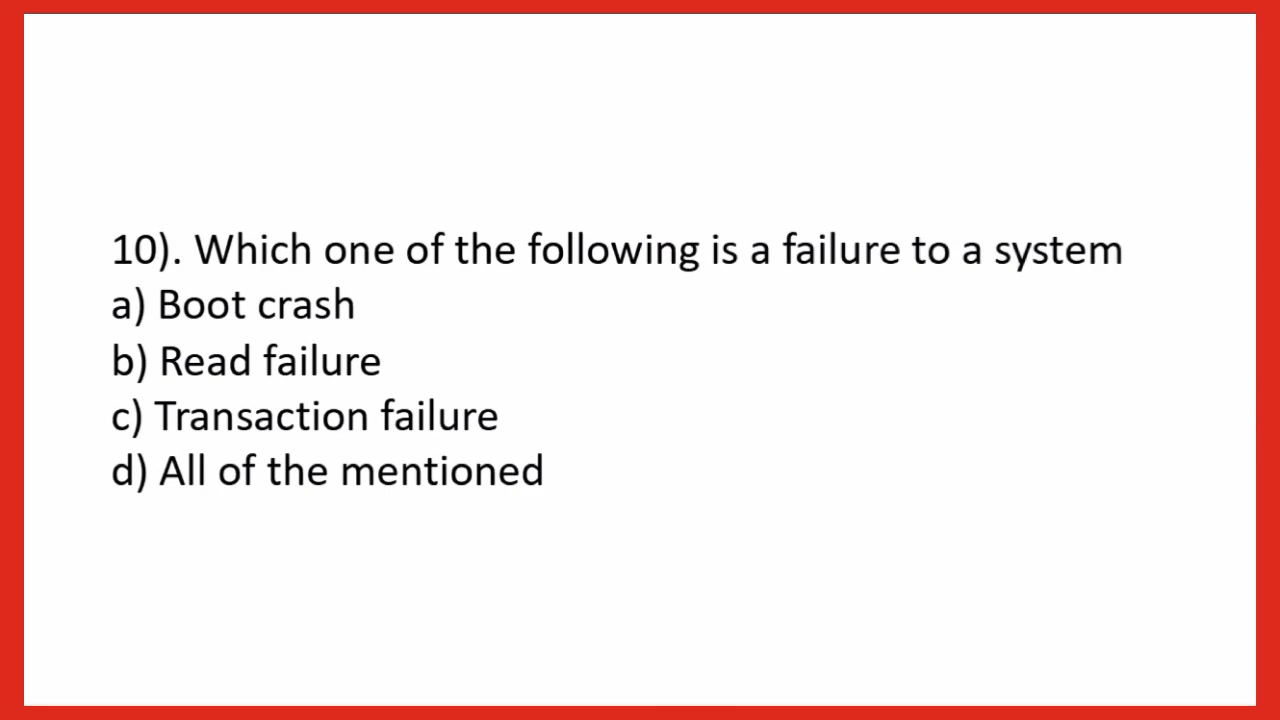 10). Which one of the following is a failure to a system
a) Boot crash
b) Read failure
c) Transaction failure
d) All of the mentioned